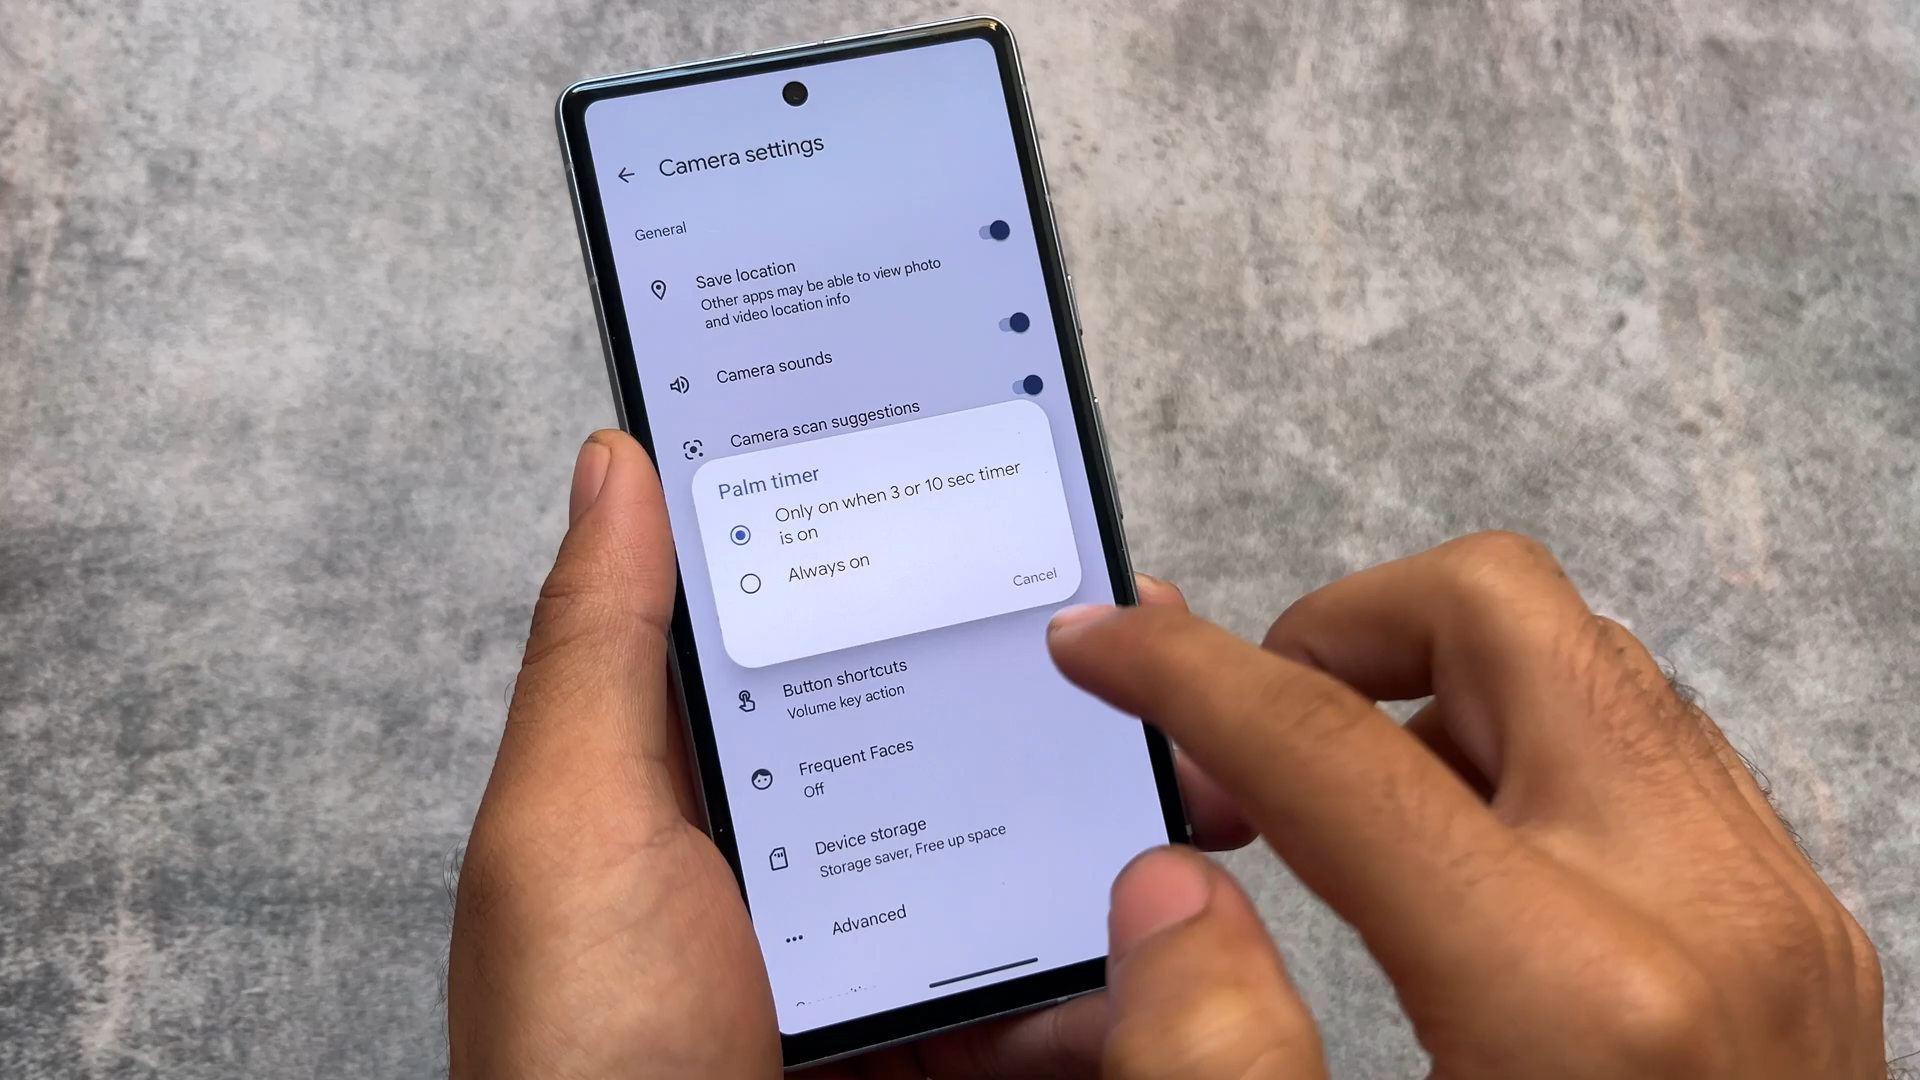 Camera settings
General
Save location
Other apps may be able to view photo
and video location info
Camera sounds
Camera scan suggestions
Palm timer
Only on when 3 or 10 sec timer
is on
Always on
Cancel
Button shortcuts
Volume key action
Frequent Faces
Off
Device storage
Storage saver, Free up space
Advanced